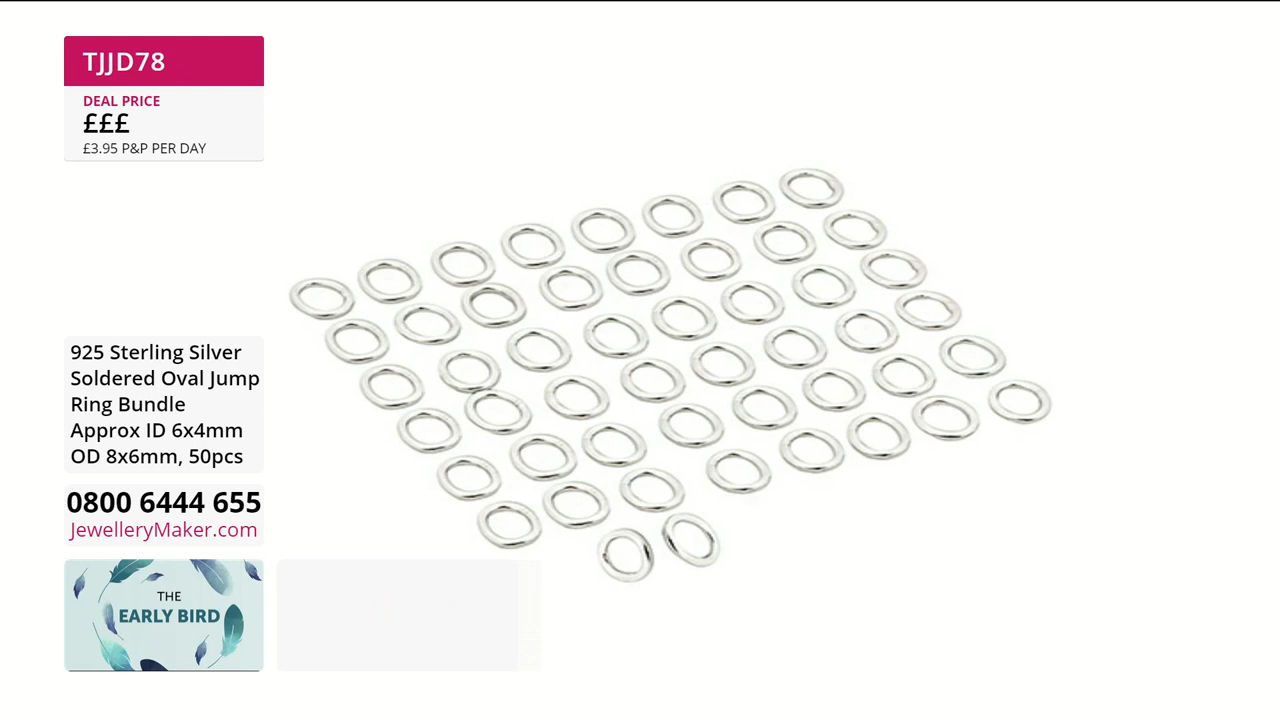 TJJD78
DEAL PRICE
£££
£3.95 P&P PER DAY
925 Sterling Silver
Soldered Oval Jump
Ring Bundle
Approx ID 6x4mm
OD 8x6mm, 50pcs
0800 6444 655
JewelleryMaker.com
THE
EARLY BIRD